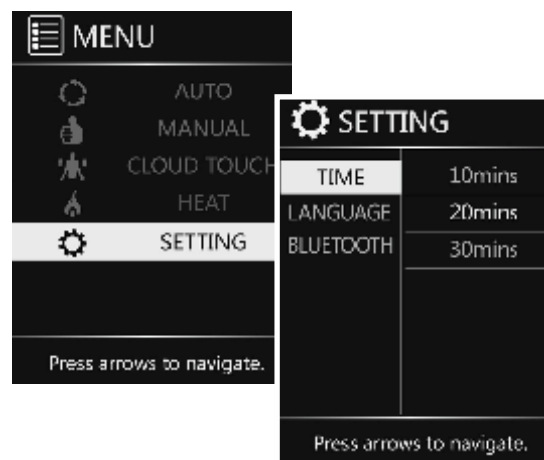 MENU
AUTO
MANUAL
CLOUD TOUCH
HEAT
SETTING
Press arrows to navigate.
SETTING
TIME 10mins
LANGUAGE 20mins
BLUETOOTH 30mins
Press arrows to navigate.